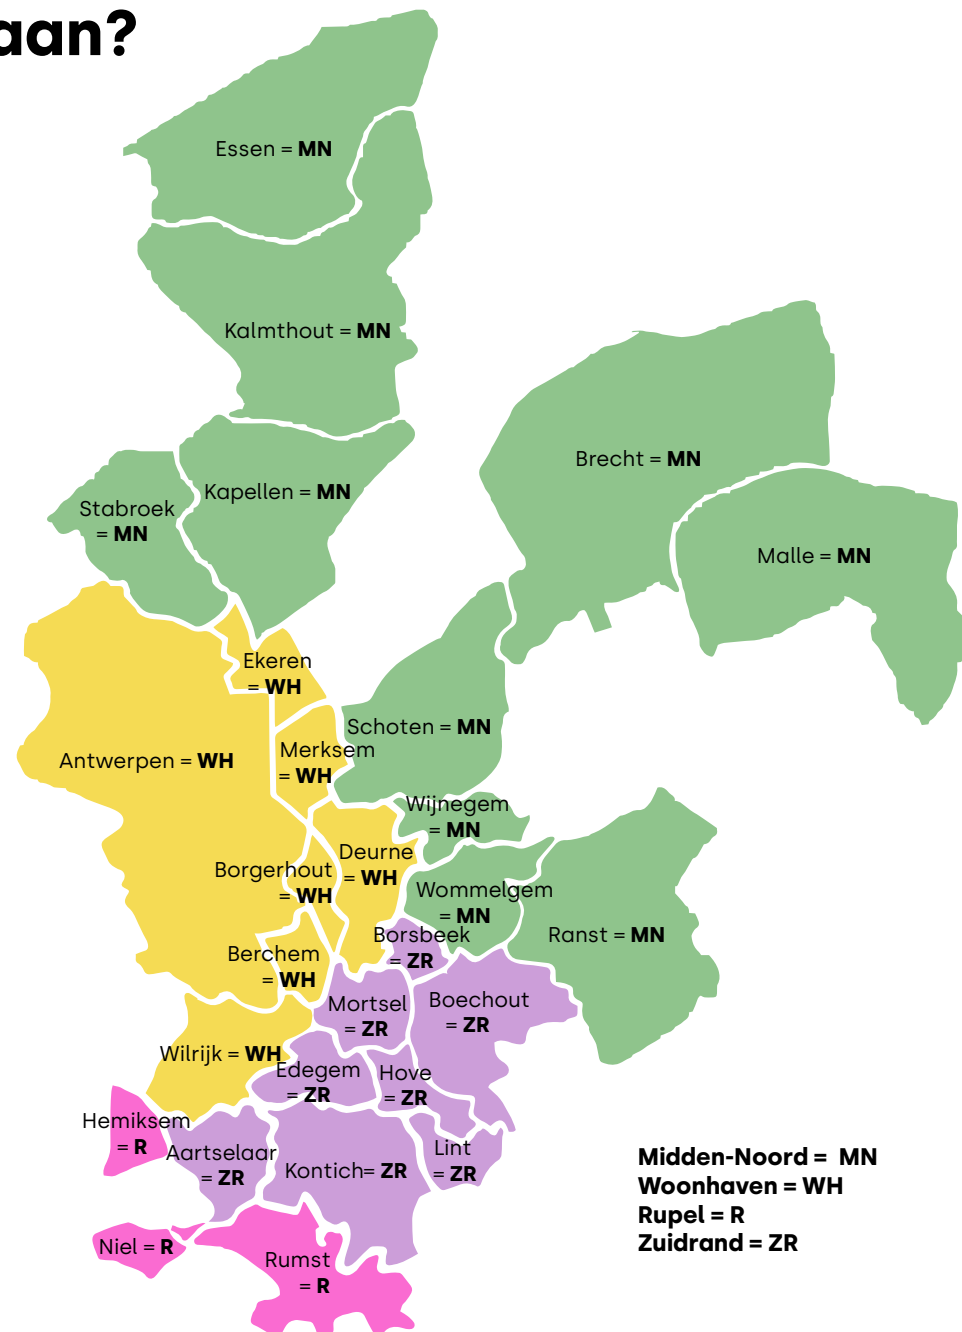 aan?
Essen = MN
Kalmthout = MN
Brecht = MN
Kapellen = MN
Stabroek
= MN
Malle = MN
Ekeren
= WH
Schoten = MN
Merksem
= WH
Antwerpen = WH
Wijnegem
= MN
Deurne
= WH
Borgerhout
= WH
Wommelgem
= MN
Borsbeek
= ZR
Ranst = MN
Berchem
= WH
Mortsel
= ZR
Boechout
= ZR
Wilrijk = WH
Edegem
= ZR
Hove
= ZR
Hemiksem
= R
Aartselaar
= ZR
Kontich= ZR
Lint
= ZR
Niel = R
Rumst
= R
Midden-Noord = MN
Woonhaven = WH
Rupel = R
Zuidrand = ZR